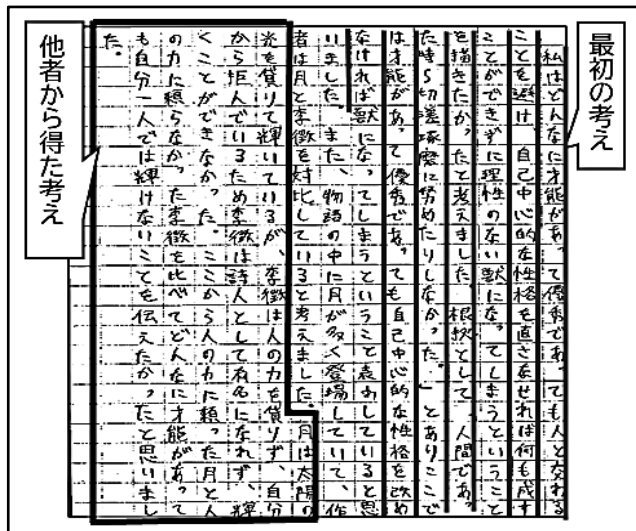 最初の考え
私はどんなに才能があって優秀であっても人と交わる
ことを避け、自己中心的な性格を直さなければ何も成す
ことができずに理性のない獣になってしまうということ
を描きたかったと考えました。根拠として、人間であっ
た時「切磋琢磨に努めたりしなかった。」とありここで
は才能があって優秀であっても自己中心的な性格を改め
なければ獣になってしまうということ表わしていると思
いました。また、物語の中に月が多く登場していて、作
者は月と李徴を対比していると考えました。月は太陽の
光を貸りて輝いているが、李徴は人の力を貸りず、自分
から拒人でいるため李徴は詩人として有名になれず、輝
くことができなかった。ここから人の力に頼った月と人
の力に頼らなかった李徴を比べてどんなに才能があって
も自分一人では輝けないことを伝えたかったと思いまし
た。
他者から得た考え